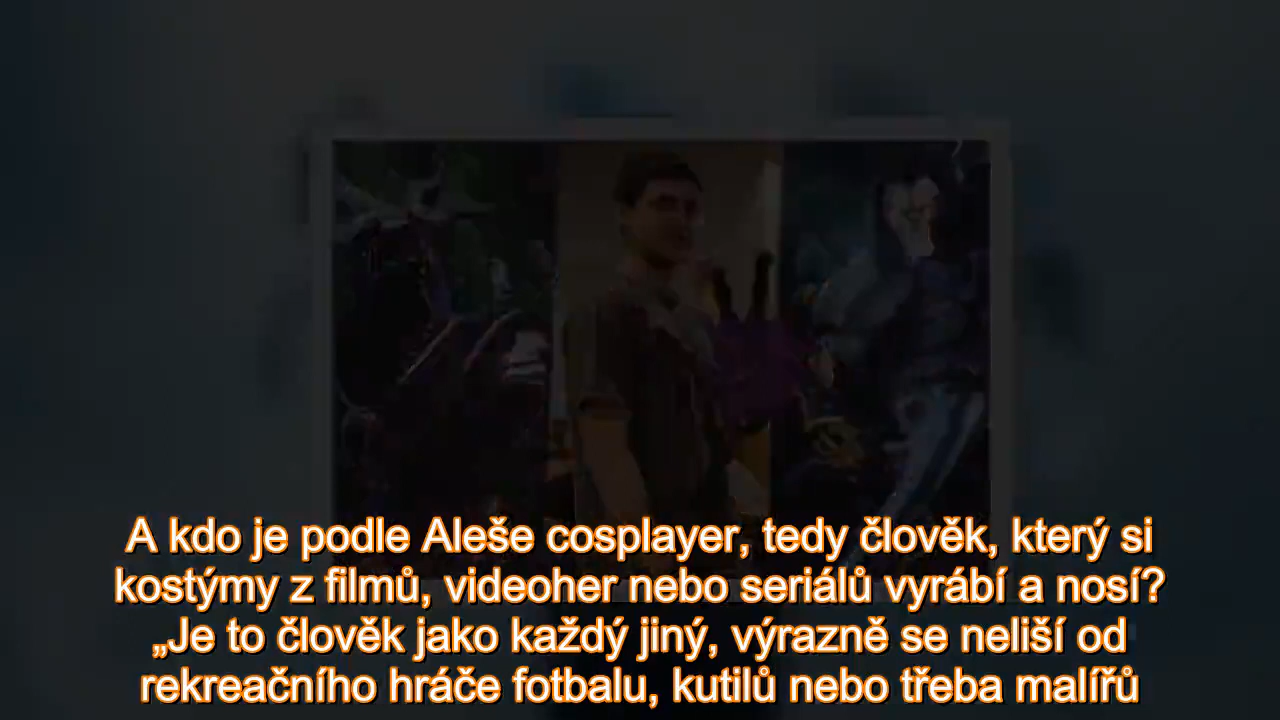 A kdo je podle Aleše cosplayer, tedy člověk, který si
kostýmy z filmů, videoher nebo seriálů vyrábí a nosí?
„Je to člověk jako každý jiný, výrazně se neliší od
rekreačního hráče fotbalu, kutilů nebo třeba malířů